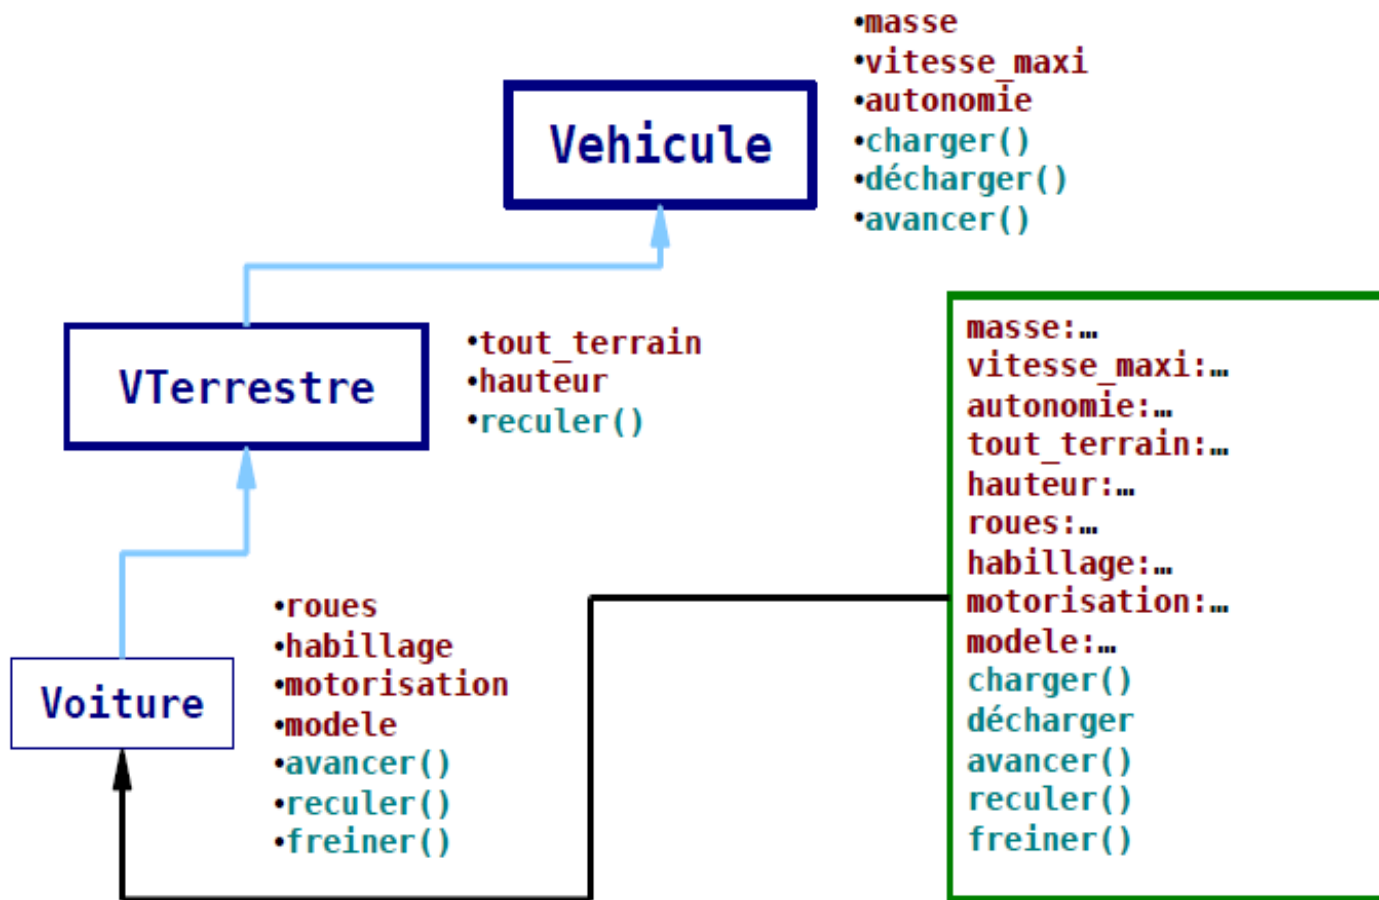 •masse
•vitesse_maxi
•autonomie
•charger()
•décharger()
•avancer()
Vehicule
VTerrestre
•tout_terrain
•hauteur
•reculer()
Voiture
•roues
•habillage
•motorisation
•modele
•avancer()
•reculer()
•freiner()
masse:…
vitesse_maxi:…
autonomie:…
tout_terrain:…
hauteur:…
roues:…
habillage:…
motorisation:…
modele:…
charger()
décharger
avancer()
reculer()
freiner()